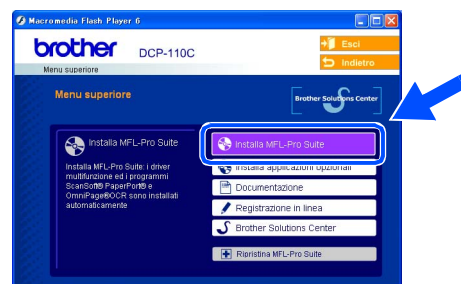 Macromedia Flash Player 6
brother
DCP-110C
Esci
Indietro
Menu superiore
Menu superiore
Brother Solutions Center
Installa MFL-Pro Suite
Installa MFL-Pro Suite: i driver
multifunzione ed i programmi
ScanSoft® PaperPort® e
OmniPage®OCR sono installati
automaticamente
Installa MFL-Pro Suite
Installa applicazioni opzionali
Documentazione
Registrazione in linea
Brother Solutions Center
Ripristina MFL-Pro Suite